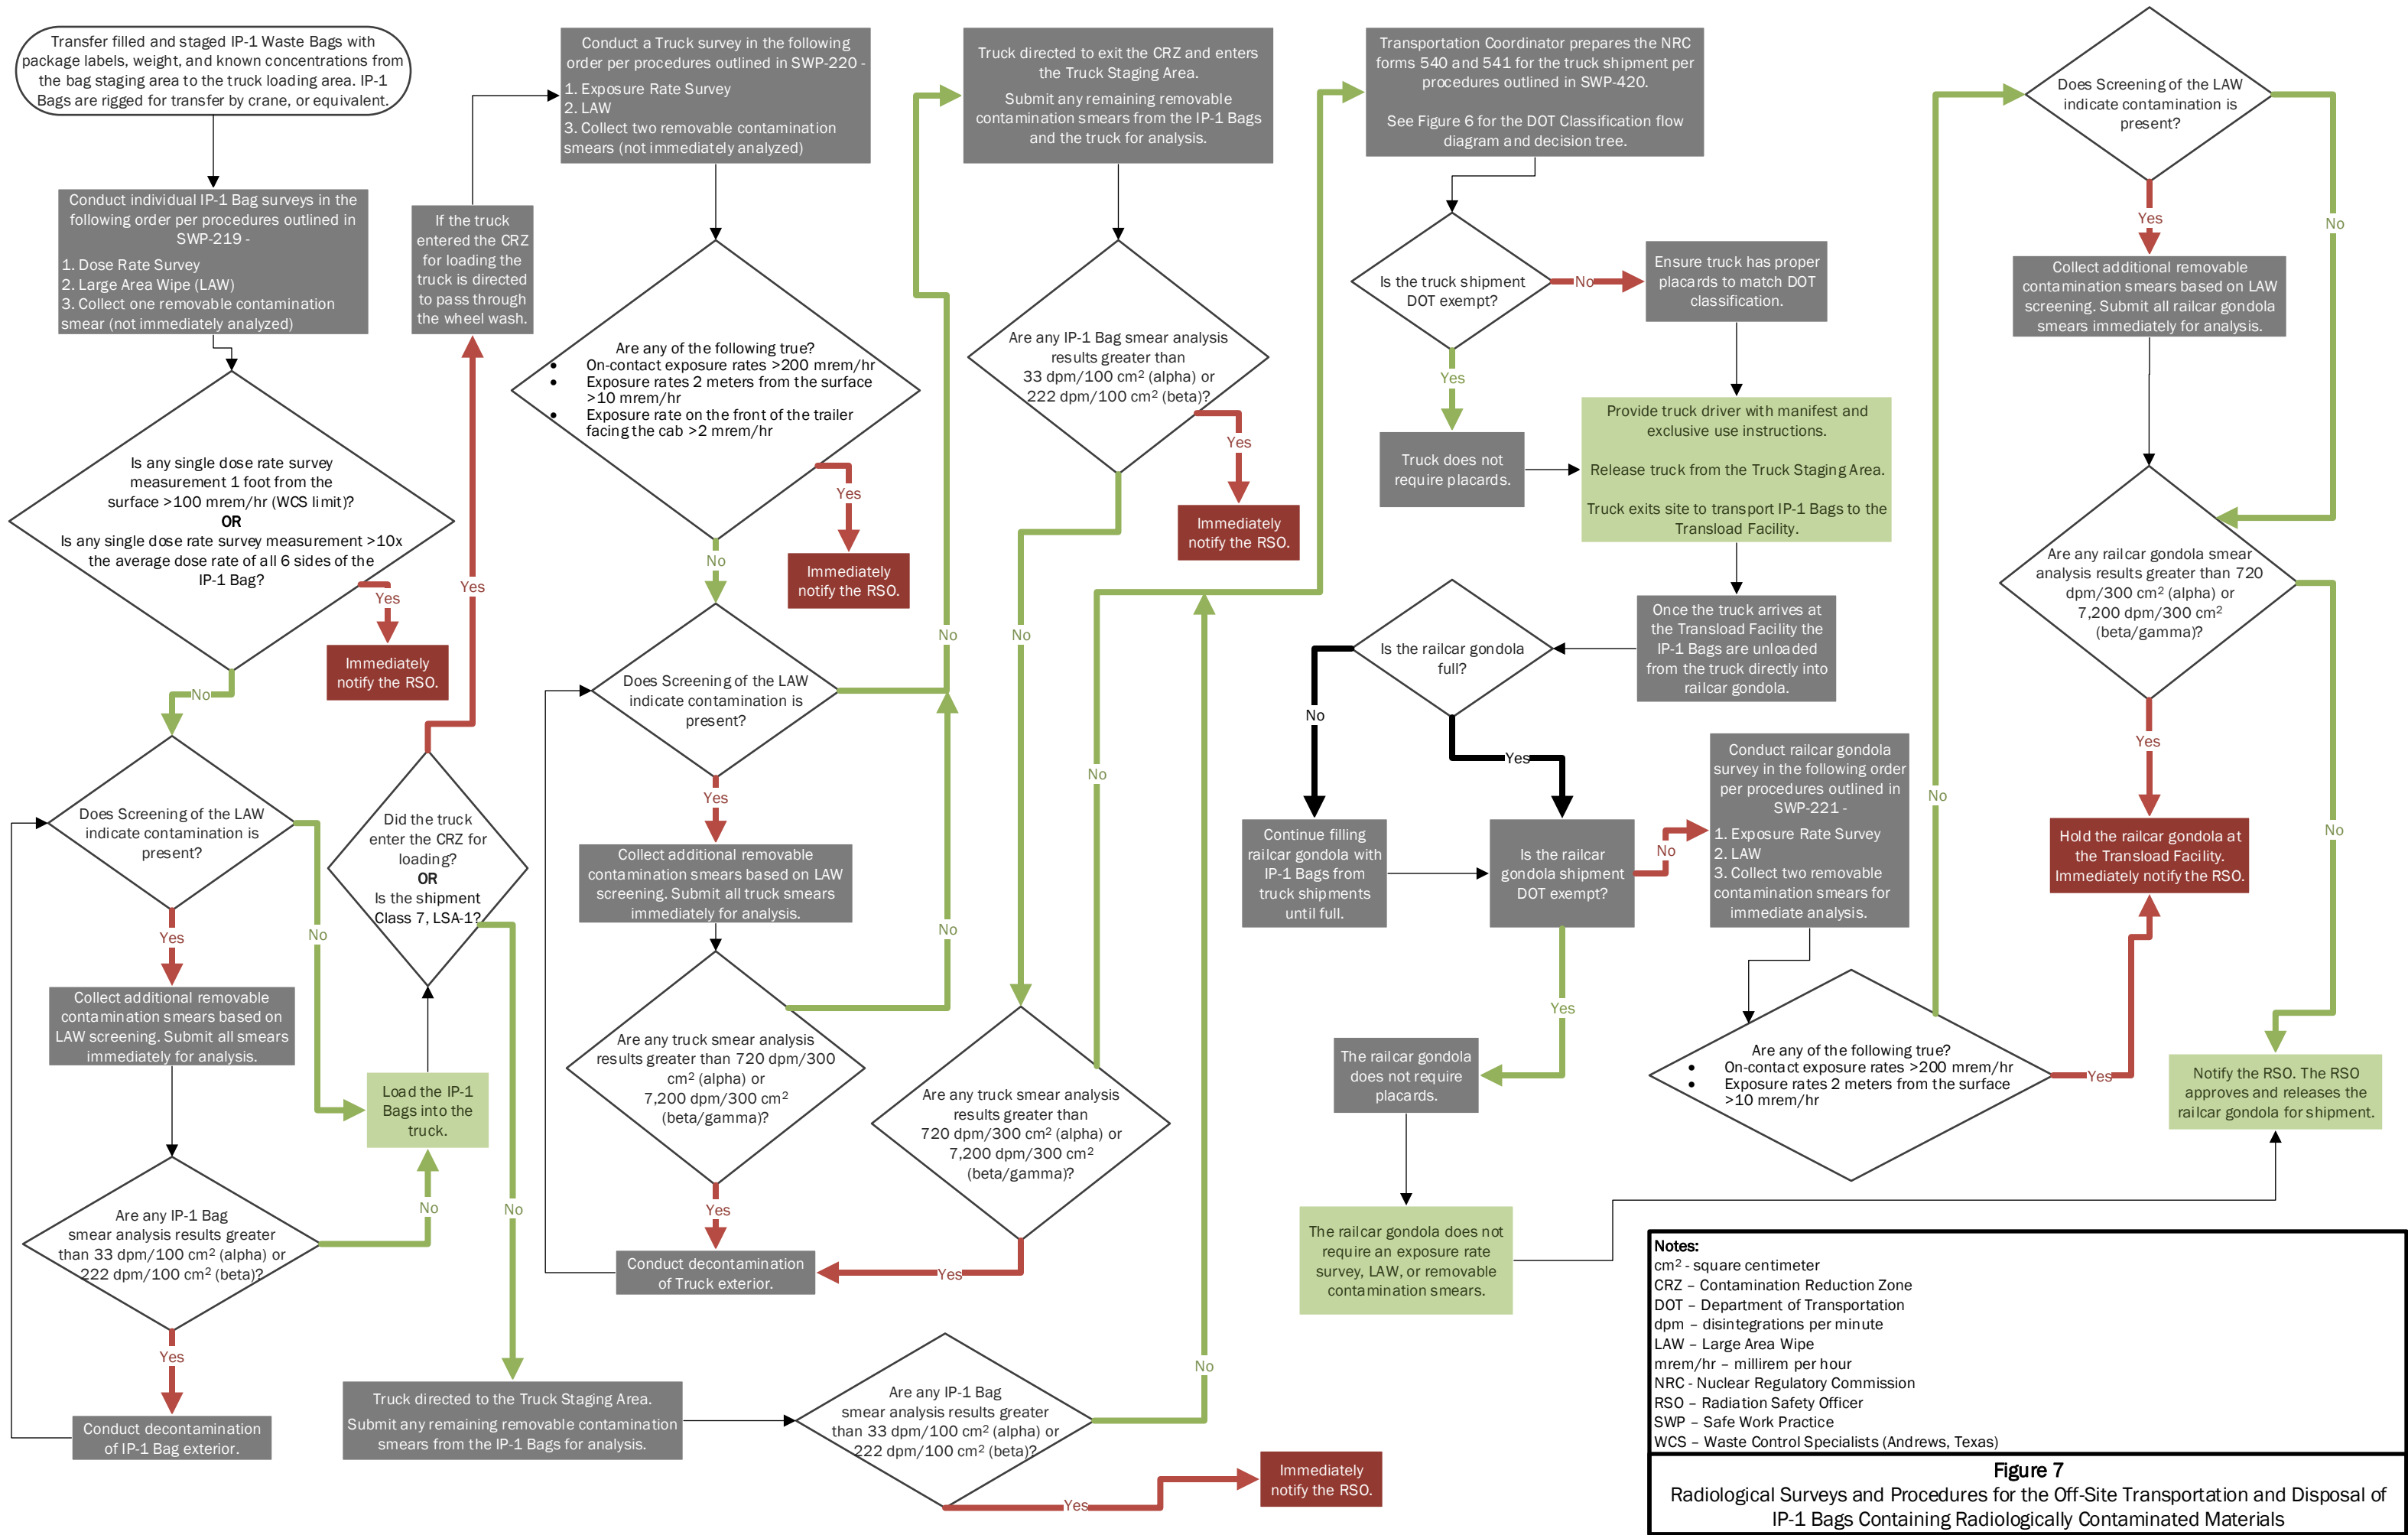 Transfer filled and staged IP-1 Waste Bags with
package labels, weight, and known concentrations from
the bag staging area to the truck loading area. IP-1
Bags are rigged for transfer by crane, or equivalent.
Conduct individual IP-1 Bag surveys in the
following order per procedures outlined in
SWP-219 -
1. Dose Rate Survey
2. Large Area Wipe (LAW)
3. Collect one removable contamination
smear (not immediately analyzed)
Is any single dose rate survey
measurement 1 foot from the
surface >100 mrem/hr (WCS limit)?
OR
Is any single dose rate survey measurement >10x
the average dose rate of all 6 sides of the
IP-1 Bag?
Yes
Immediately
notify the RSO.
No
Does Screening of the LAW
indicate contamination is
present?
No
Yes
Collect additional removable
contamination smears based on
LAW screening. Submit all smears
immediately for analysis.
Are any IP-1 Bag
smear analysis results greater
than 33 dpm/100 cm² (alpha) or
222 dpm/100 cm² (beta)?
No
Yes
Conduct decontamination
of IP-1 Bag exterior.
Load the IP-1
Bags into the
truck.
Did the truck
enter the CRZ for
loading?
OR
Is the shipment
Class 7, LSA-1?
Yes
No
If the truck
entered the CRZ
for loading the
truck is directed
to pass through
the wheel wash.
Conduct a Truck survey in the following
order per procedures outlined in SWP-220 -
1. Exposure Rate Survey
2. LAW
3. Collect two removable contamination
smears (not immediately analyzed)
Are any of the following true?
• On-contact exposure rates >200 mrem/hr
• Exposure rates 2 meters from the surface
>10 mrem/hr
• Exposure rate on the front of the trailer
facing the cab >2 mrem/hr
Yes
Immediately
notify the RSO.
No
Does Screening of the LAW
indicate contamination is
present?
No
Yes
Collect additional removable
contamination smears based on LAW
screening. Submit all truck smears
immediately for analysis.
Are any truck smear analysis
results greater than 720 dpm/300
cm² (alpha) or
7,200 dpm/300 cm²
(beta/gamma)?
No
Yes
Conduct decontamination
of Truck exterior.
Truck directed to the Truck Staging Area.
Submit any remaining removable contamination
smears from the IP-1 Bags for analysis.
Are any IP-1 Bag
smear analysis results greater
than 33 dpm/100 cm² (alpha) or
222 dpm/100 cm² (beta)?
No
Yes
Immediately
notify the RSO.
Truck directed to exit the CRZ and enters
the Truck Staging Area.
Submit any remaining removable
contamination smears from the IP-1 Bags
and the truck for analysis.
Are any IP-1 Bag smear analysis
results greater than
33 dpm/100 cm² (alpha) or
222 dpm/100 cm² (beta)?
Yes
Immediately
notify the RSO.
No
Are any truck smear analysis
results greater than
720 dpm/300 cm² (alpha) or
7,200 dpm/300 cm²
(beta/gamma)?
No
Yes
Transportation Coordinator prepares the NRC
forms 540 and 541 for the truck shipment per
procedures outlined in SWP-420.
See Figure 6 for the DOT Classification flow
diagram and decision tree.
Is the truck shipment
DOT exempt?
No
Ensure truck has proper
placards to match DOT
classification.
Yes
Truck does not
require placards.
Provide truck driver with manifest and
exclusive use instructions.
Release truck from the Truck Staging Area.
Truck exits site to transport IP-1 Bags to the
Transload Facility.
Once the truck arrives at
the Transload Facility the
IP-1 Bags are unloaded
from the truck directly into
railcar gondola.
Is the railcar gondola
full?
No
Yes
Continue filling
railcar gondola with
IP-1 Bags from
truck shipments
until full.
Is the railcar
gondola shipment
DOT exempt?
No
Yes
Conduct railcar gondola
survey in the following order
per procedures outlined in
SWP-221 -
1. Exposure Rate Survey
2. LAW
3. Collect two removable
contamination smears for
immediate analysis.
The railcar gondola
does not require
placards.
The railcar gondola does not
require an exposure rate
survey, LAW, or removable
contamination smears.
Are any of the following true?
• On-contact exposure rates >200 mrem/hr
• Exposure rates 2 meters from the surface
>10 mrem/hr
No
Yes
Does Screening of the LAW
indicate contamination is
present?
No
Yes
Collect additional removable
contamination smears based on LAW
screening. Submit all railcar gondola
smears immediately for analysis.
Are any railcar gondola smear
analysis results greater than 720
dpm/300 cm² (alpha) or
7,200 dpm/300 cm²
(beta/gamma)?
Yes
No
Hold the railcar gondola at
the Transload Facility.
Immediately notify the RSO.
Notify the RSO. The RSO
approves and releases the
railcar gondola for shipment.
Notes:
cm² - square centimeter
CRZ – Contamination Reduction Zone
DOT – Department of Transportation
dpm – disintegrations per minute
LAW – Large Area Wipe
mrem/hr – millirem per hour
NRC - Nuclear Regulatory Commission
RSO – Radiation Safety Officer
SWP – Safe Work Practice
WCS – Waste Control Specialists (Andrews, Texas)
Figure 7
Radiological Surveys and Procedures for the Off-Site Transportation and Disposal of
IP-1 Bags Containing Radiologically Contaminated Materials